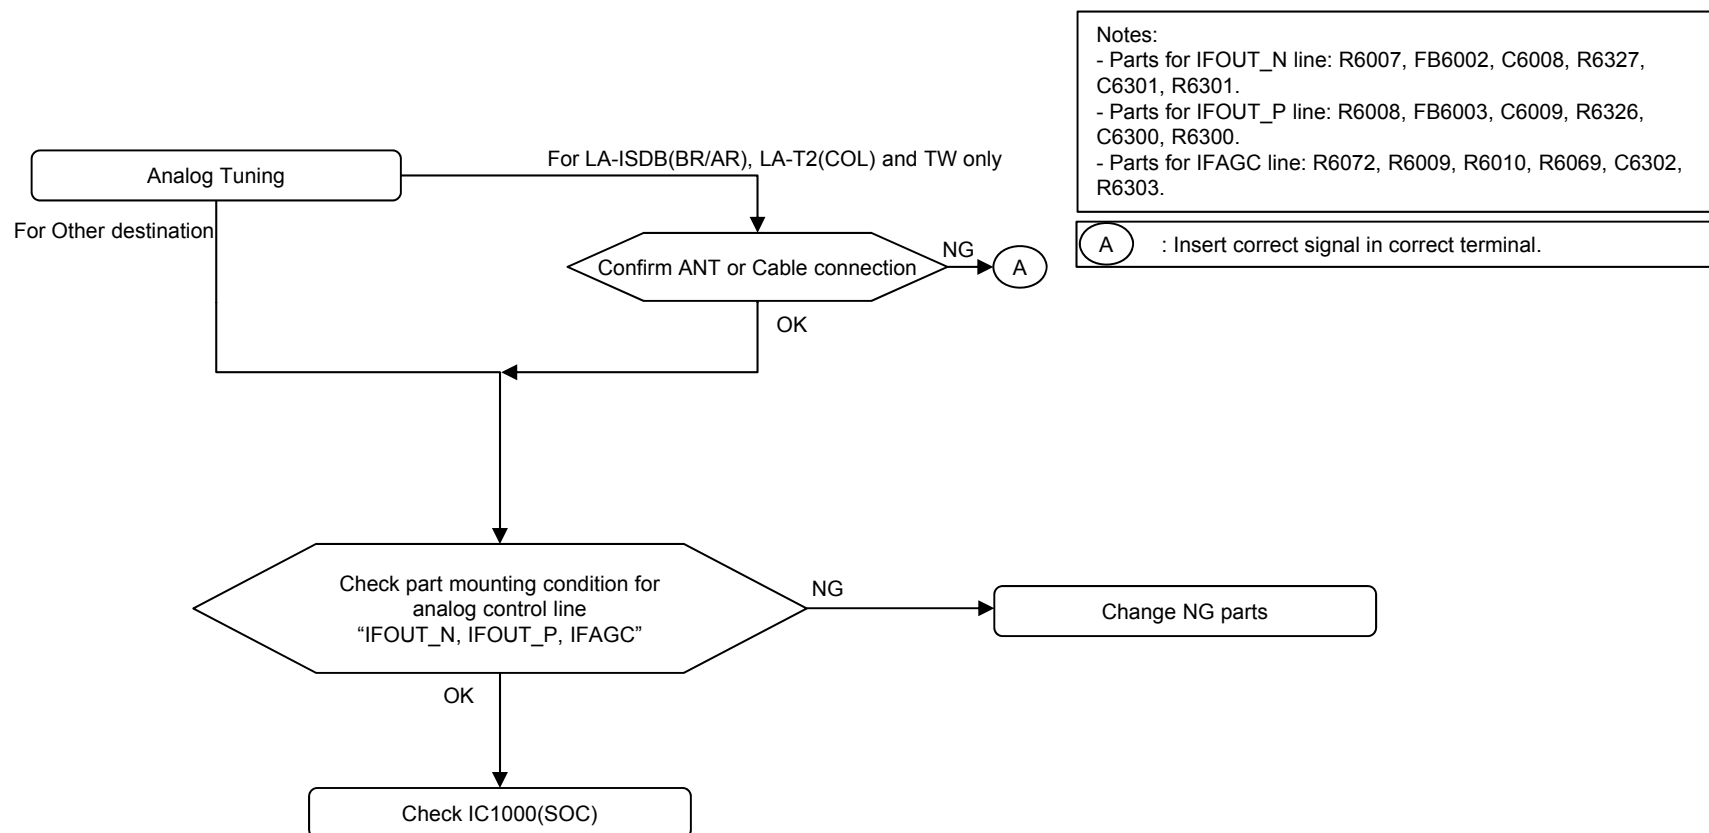 Notes:
- Parts for IFOUT_N line: R6007, FB6002, C6008, R6327,
C6301, R6301.
- Parts for IFOUT_P line: R6008, FB6003, C6009, R6326,
C6300, R6300.
- Parts for IFAGC line: R6072, R6009, R6010, R6069, C6302,
R6303.
A : Insert correct signal in correct terminal.
For LA-ISDB(BR/AR), LA-T2(COL) and TW only
Analog Tuning
For Other destination
Confirm ANT or Cable connection
NG
A
OK
Check part mounting condition for
analog control line
“IFOUT_N, IFOUT_P, IFAGC”
NG
Change NG parts
OK
Check IC1000(SOC)